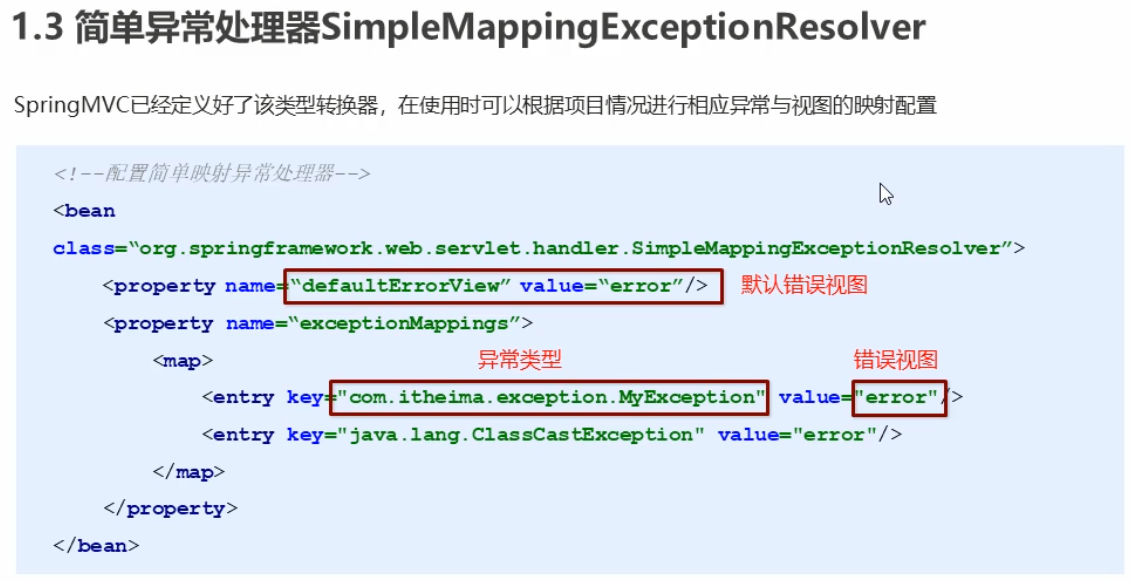 1.3 简单异常处理器SimpleMappingExceptionResolver
SpringMVC已经定义好了该类型转换器，在使用时可以根据项目情况进行相应异常与视图的映射配置
<!--配置简单映射异常处理器-->
<bean
class=“org.springframework.web.servlet.handler.SimpleMappingExceptionResolver”>
<property name=“defaultErrorView” value=“error”/> 默认错误视图
<property name=“exceptionMappings”>
<map> 异常类型 错误视图
<entry key="com.itheima.exception.MyException" value="error"/>
<entry key="java.lang.ClassCastException" value="error"/>
</map>
</property>
</bean>